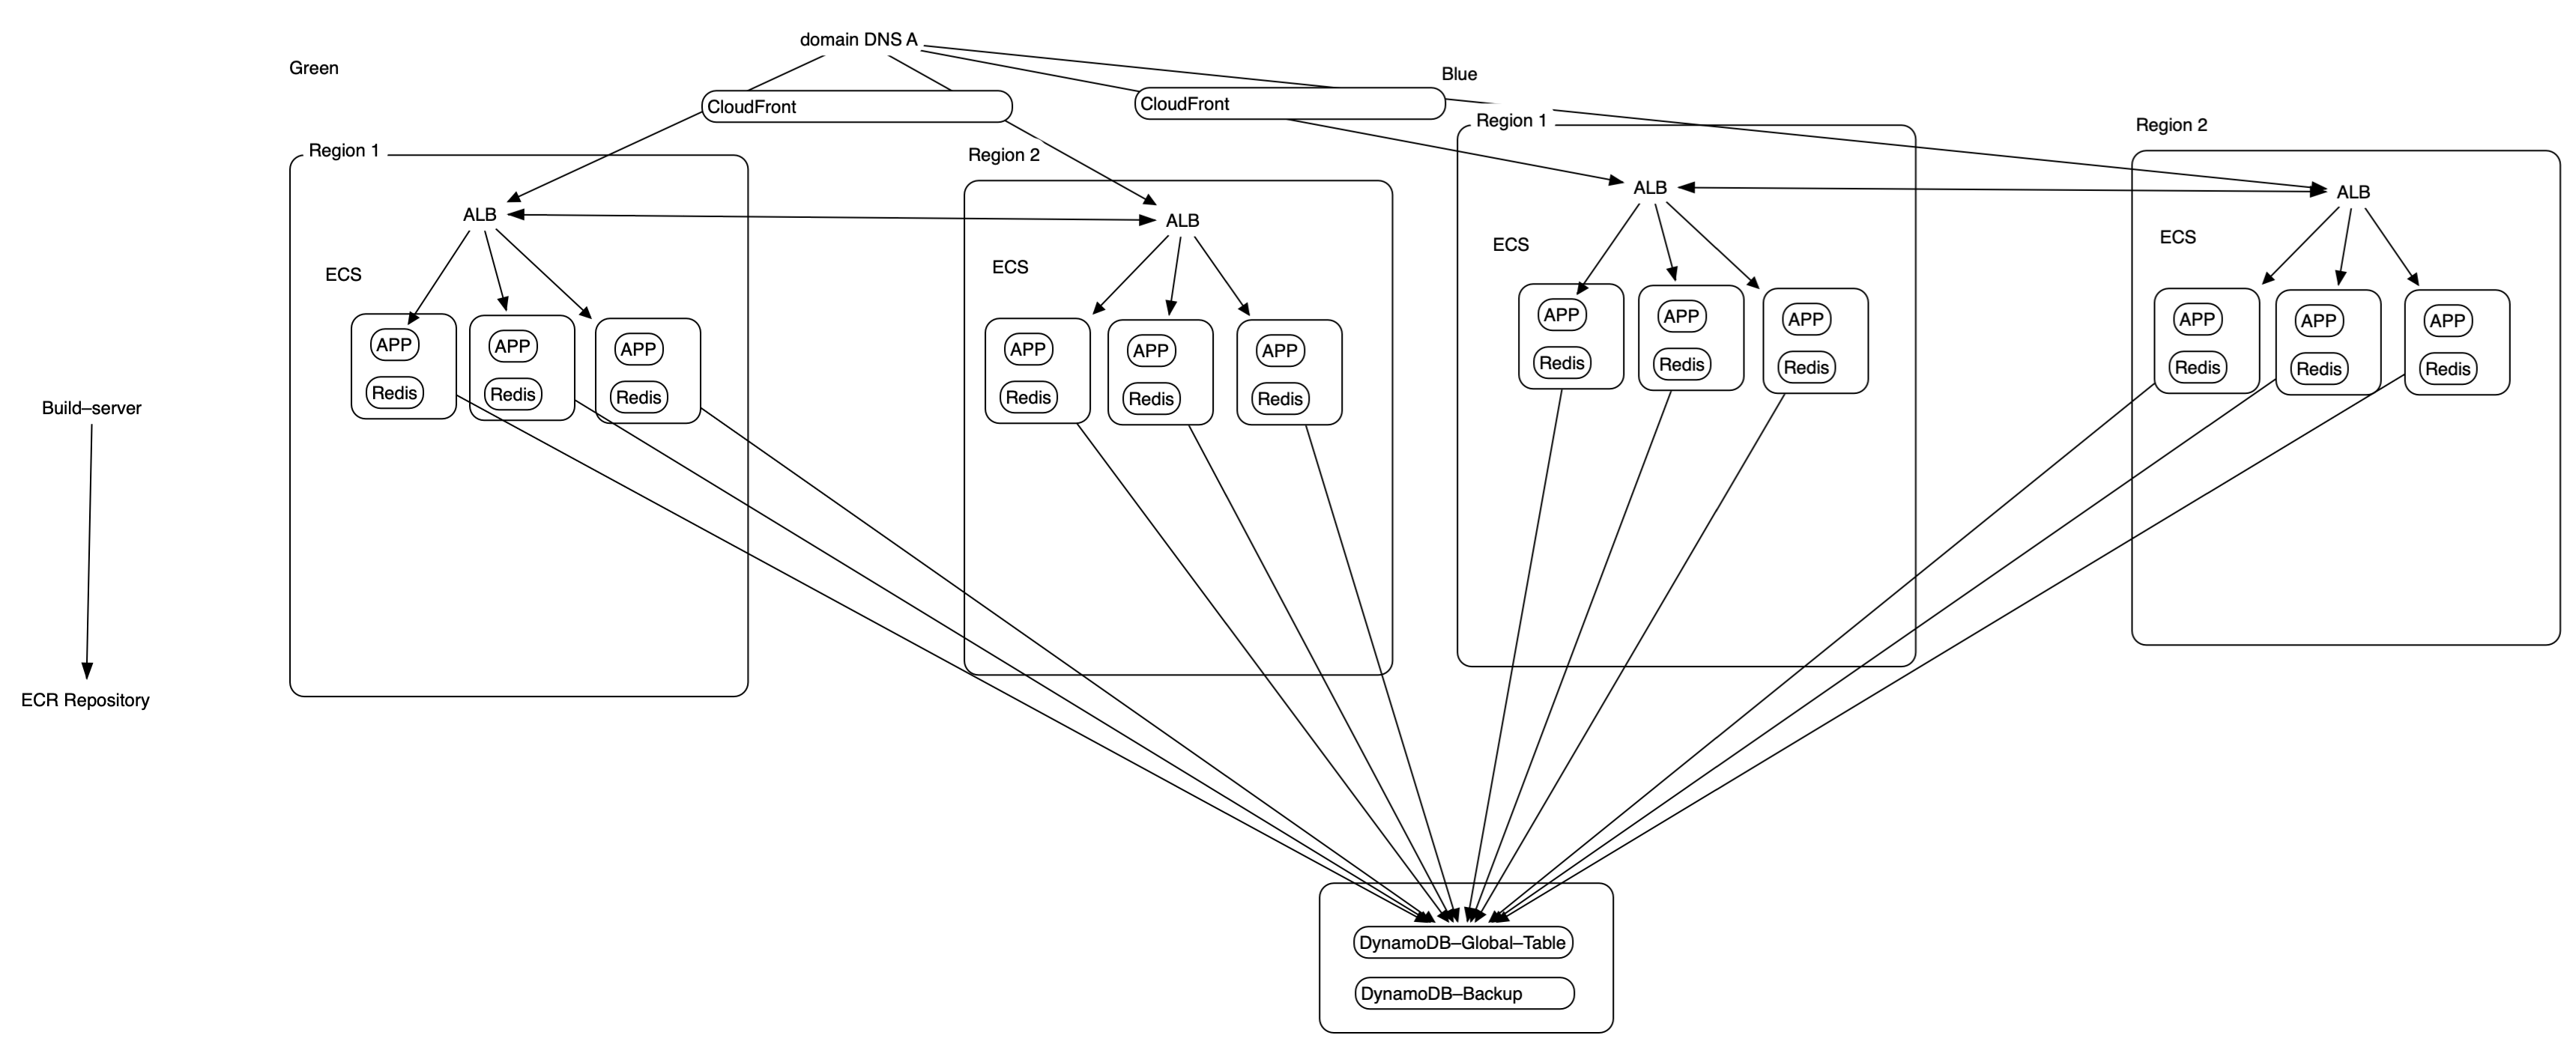 domain DNS A
Green
Blue
CloudFront
CloudFront
Region 1
Region 2
Region 1
Region 2
ALB
ALB
ALB
ALB
ECS
ECS
ECS
ECS
APP
APP
APP
APP
APP
APP
APP
APP
APP
APP
APP
APP
Redis
Redis
Redis
Redis
Redis
Redis
Redis
Redis
Redis
Redis
Redis
Redis
Build–server
ECR Repository
DynamoDB–Global–Table
DynamoDB–Backup